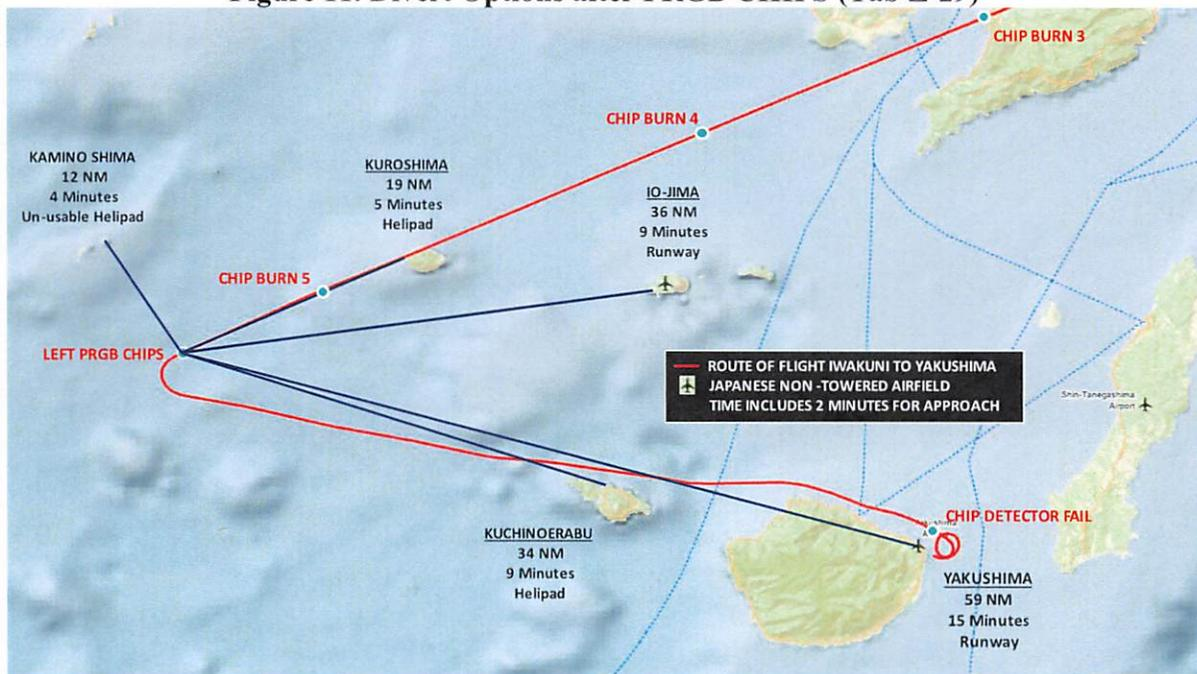 Figure 11. Divert Options after PRGB CHIPS (Tab
CHIP BURN 3
CHIP BURN 4
KAMINO SHIMA
12 NM
4 Minutes
Un-usable Helipad
KUROSHIMA
19 NM
5 Minutes
Helipad
IO-JIMA
36 NM
9 Minutes
Runway
CHIP BURN 5
LEFT PRGB CHIPS
ROUTE OF FLIGHT IWAKUNI TO YAKUSHIMA
JAPANESE NON -TOWERED AIRFIELD
TIME INCLUDES 2 MINUTES FOR APPROACH
Shin-Tanegashima
Airport
CHIP DETECTOR FAIL
KUCHINOERABU
34 NM
9 Minutes
Helipad
YAKUSHIMA
59 NM
15 Minutes
Runway